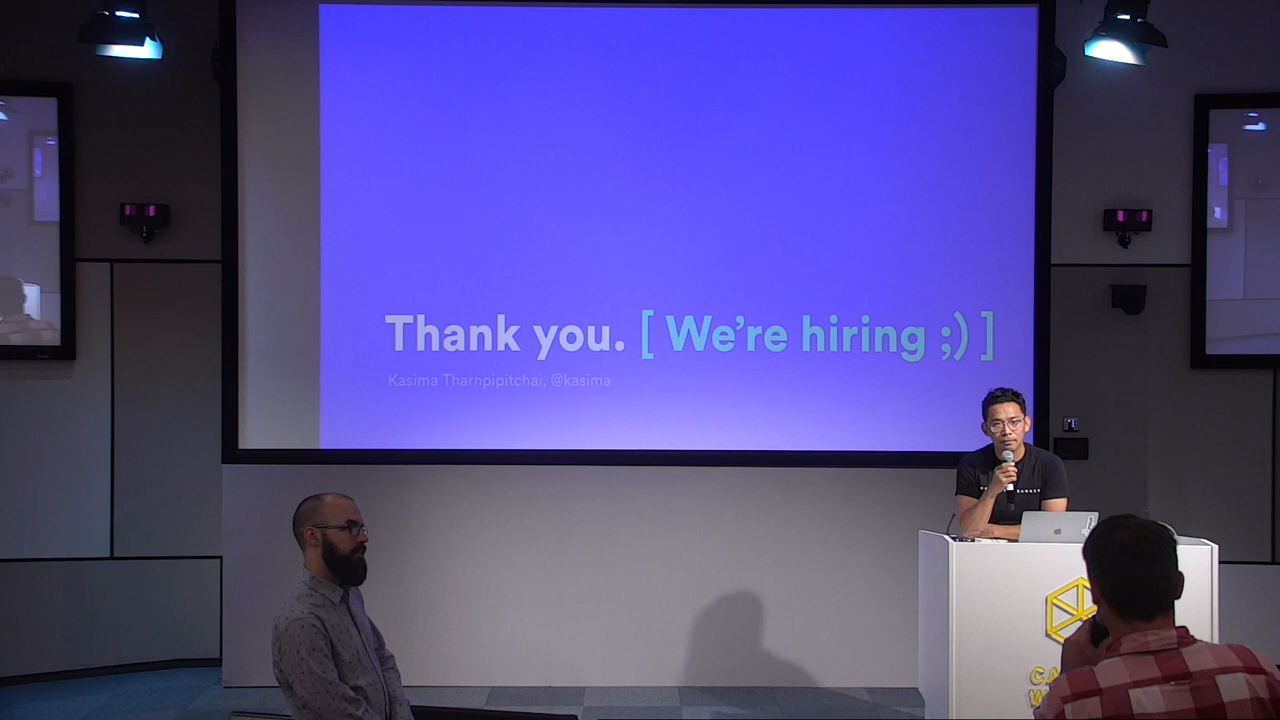 Thank you. [ We're hiring ;) ]
Kasima Tharnpipitchai, @kasima